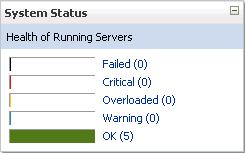 System Status
Health of Running Servers
Failed (0)
Critical (0)
Overloaded (0)
Warning (0)
OK (5)